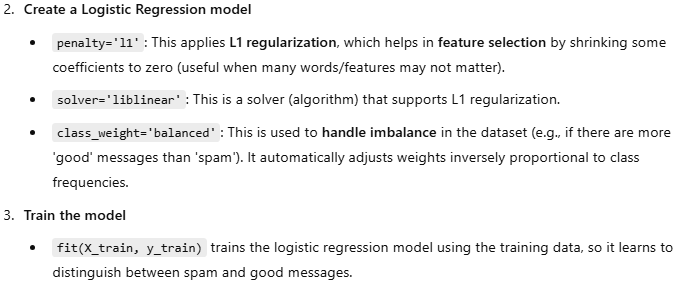 2. Create a Logistic Regression model
• penalty='l1' : This applies L1 regularization, which helps in feature selection by shrinking some
coefficients to zero (useful when many words/features may not matter).
• solver='liblinear' : This is a solver (algorithm) that supports L1 regularization.
• class_weight='balanced' : This is used to handle imbalance in the dataset (e.g., if there are more
'good' messages than 'spam'). It automatically adjusts weights inversely proportional to class
frequencies.
3. Train the model
• fit(X_train, y_train) trains the logistic regression model using the training data, so it learns to
distinguish between spam and good messages.